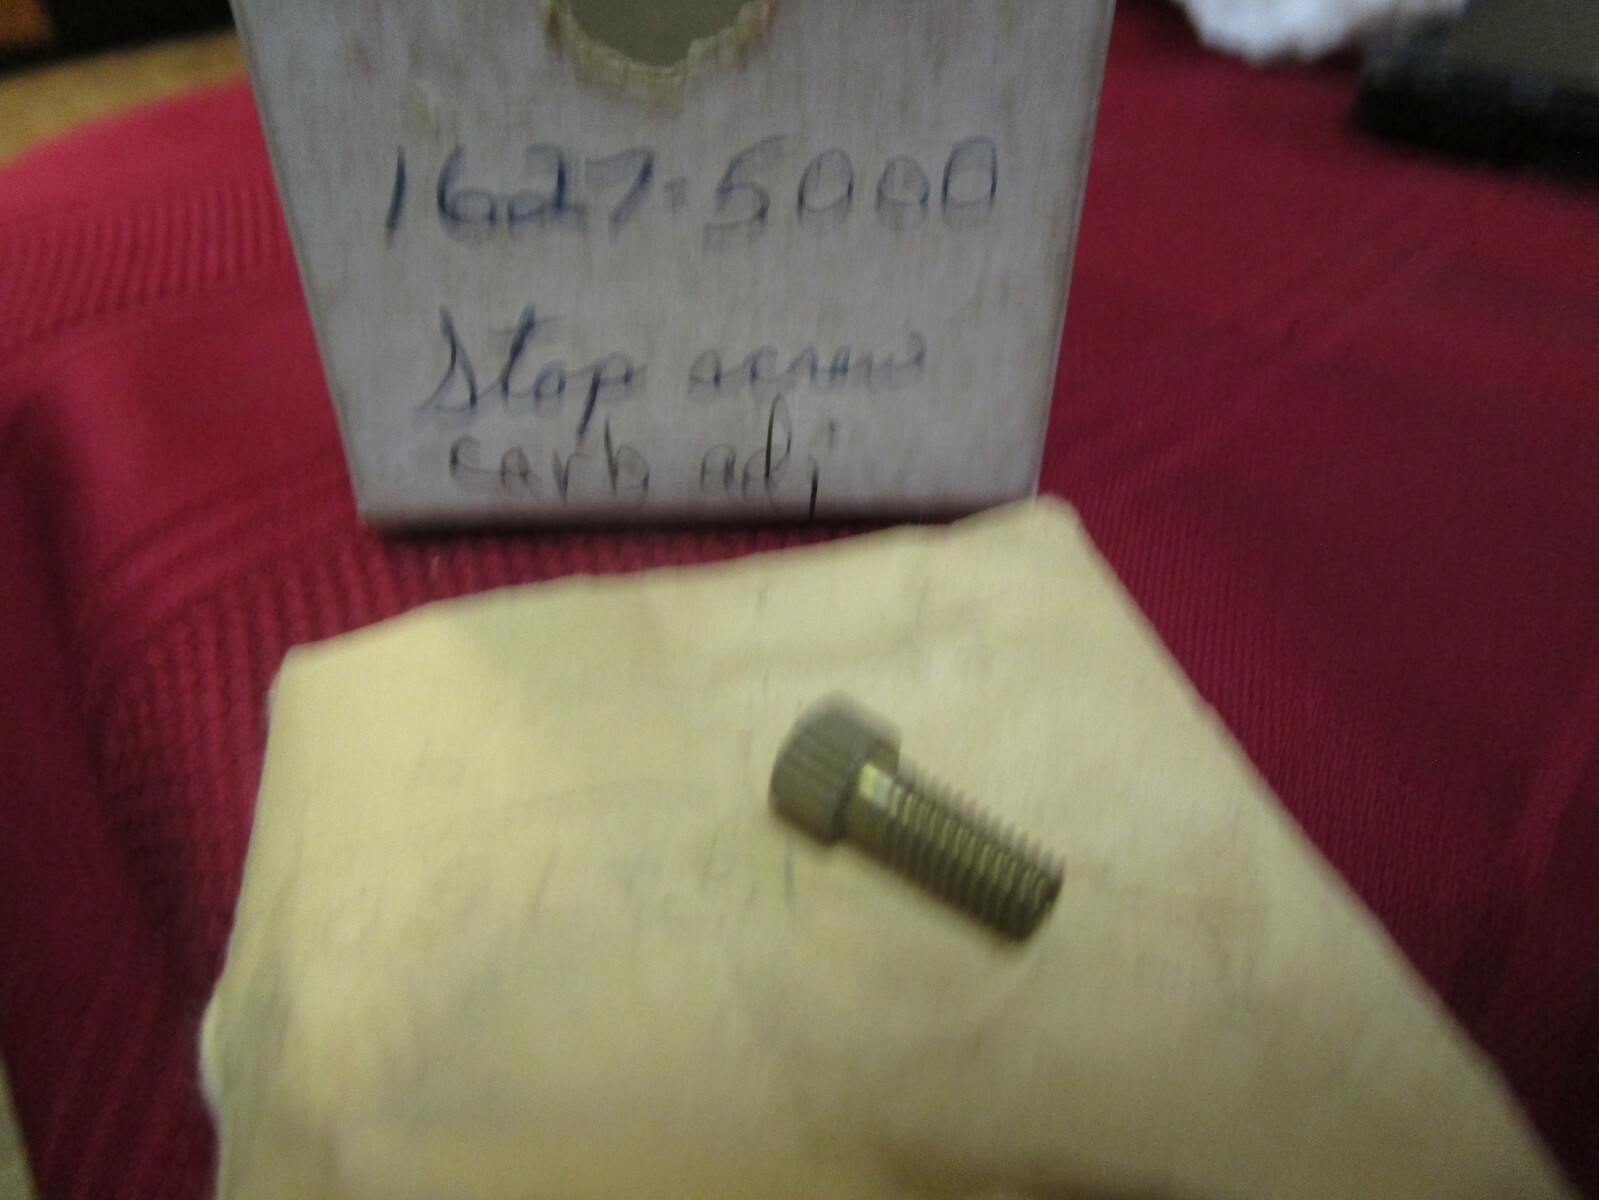 1627-5000
Stop screw
carb adj